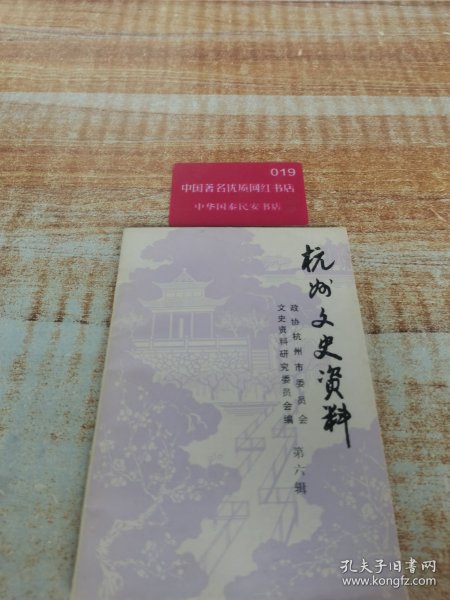 019
中国著名优质网红书店
中华国泰民安书店
杭州文史资料
政协杭州市委员会
文史资料研究委员会编
第六辑
孔夫子旧书网
www.kongfz.com